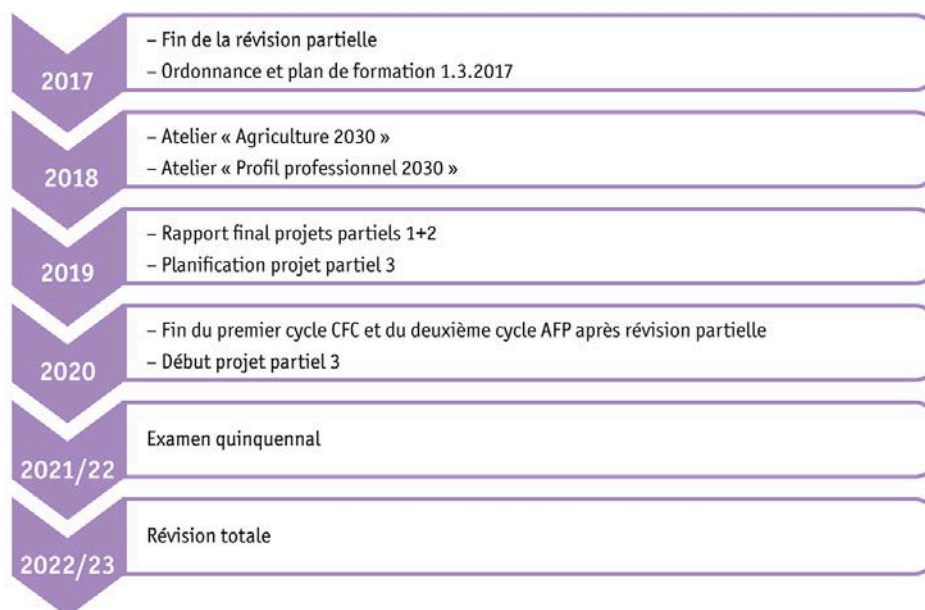 2017
– Fin de la révision partielle
– Ordonnance et plan de formation 1.3.2017
2018
– Atelier « Agriculture 2030 »
– Atelier « Profil professionnel 2030 »
2019
– Rapport final projets partiels 1+2
– Planification projet partiel 3
2020
– Fin du premier cycle CFC et du deuxième cycle AFP après révision partielle
– Début projet partiel 3
2021/22
Examen quinquennal
2022/23
Révision totale